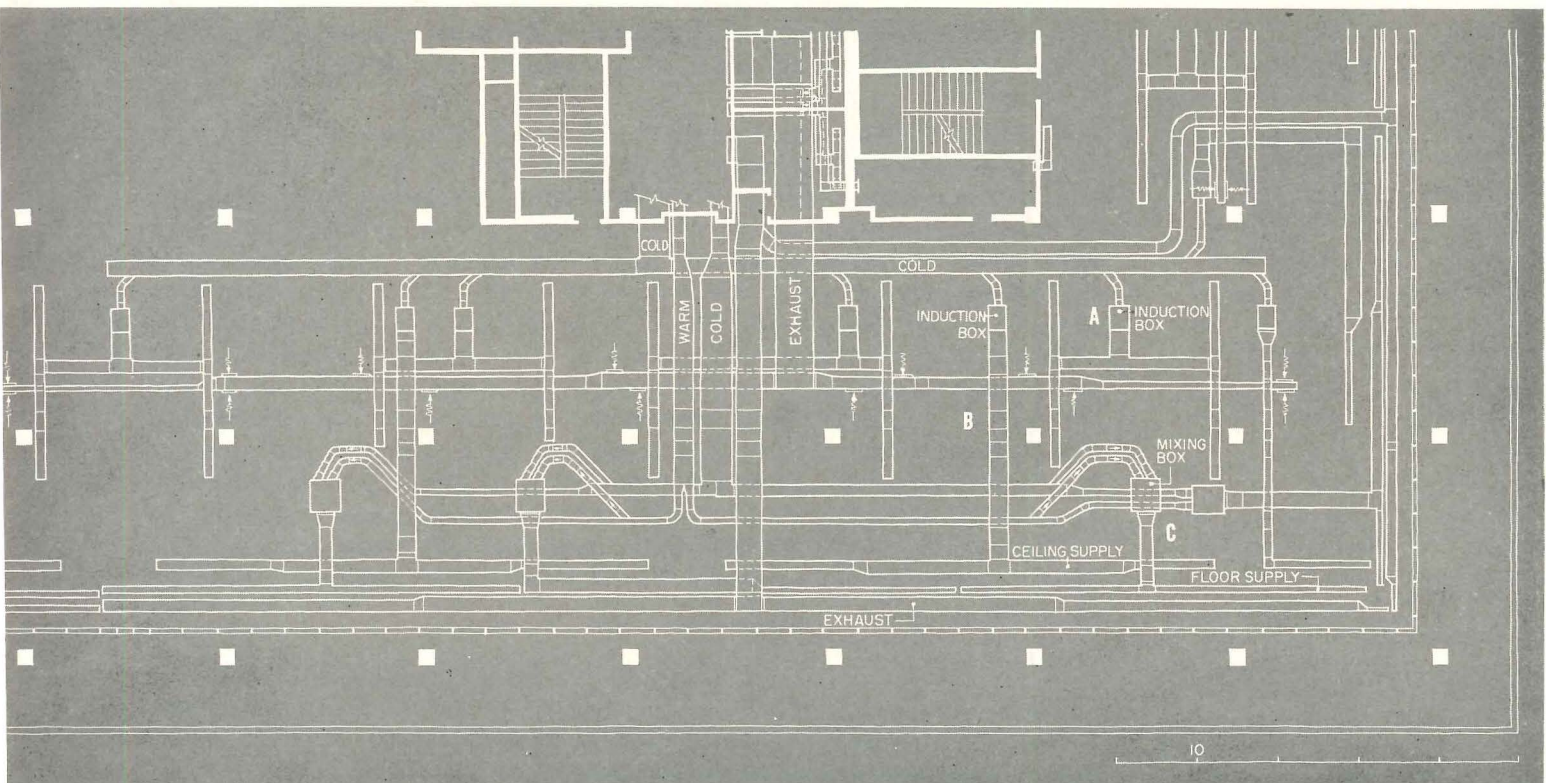 COLD
COLD
WARM
COLD
EXHAUST
INDUCTION
BOX
A
INDUCTION
BOX
B
MIXING
BOX
C
CEILING SUPPLY
FLOOR SUPPLY
EXHAUST
10